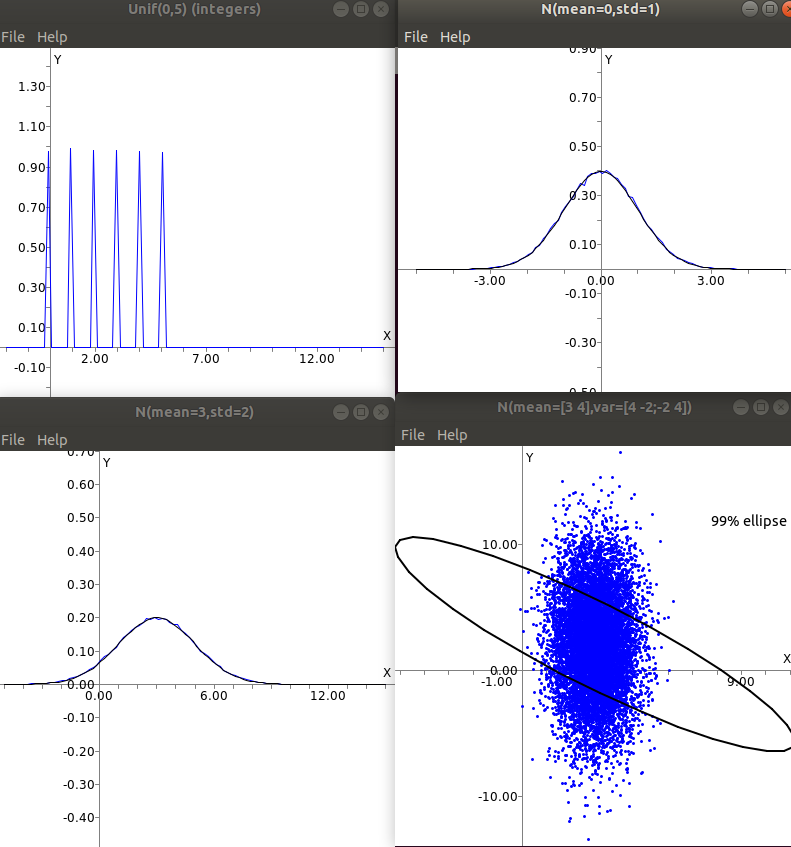 Unif(0,5) (integers)
File Help
Y
1.30
1.10
0.90
0.70
0.50
0.30
0.10
X
2.00 7.00 12.00
-0.10
N(mean=0,std=1)
File Help
0.90
Y
0.70
0.50
0.30
0.10
-3.00 0.00 3.00
-0.10
-0.30
-0.50
N(mean=3,std=2)
File Help
0.70
Y
0.60
0.50
0.40
0.30
0.20
0.10
X
0.00
0.00 6.00 12.00
-0.10
-0.20
-0.30
-0.40
N(mean=[3 4],var=[4 -2;-2 4])
File Help
Y
99% ellipse
10.00
X
0.00
-1.00 9.00
-10.00